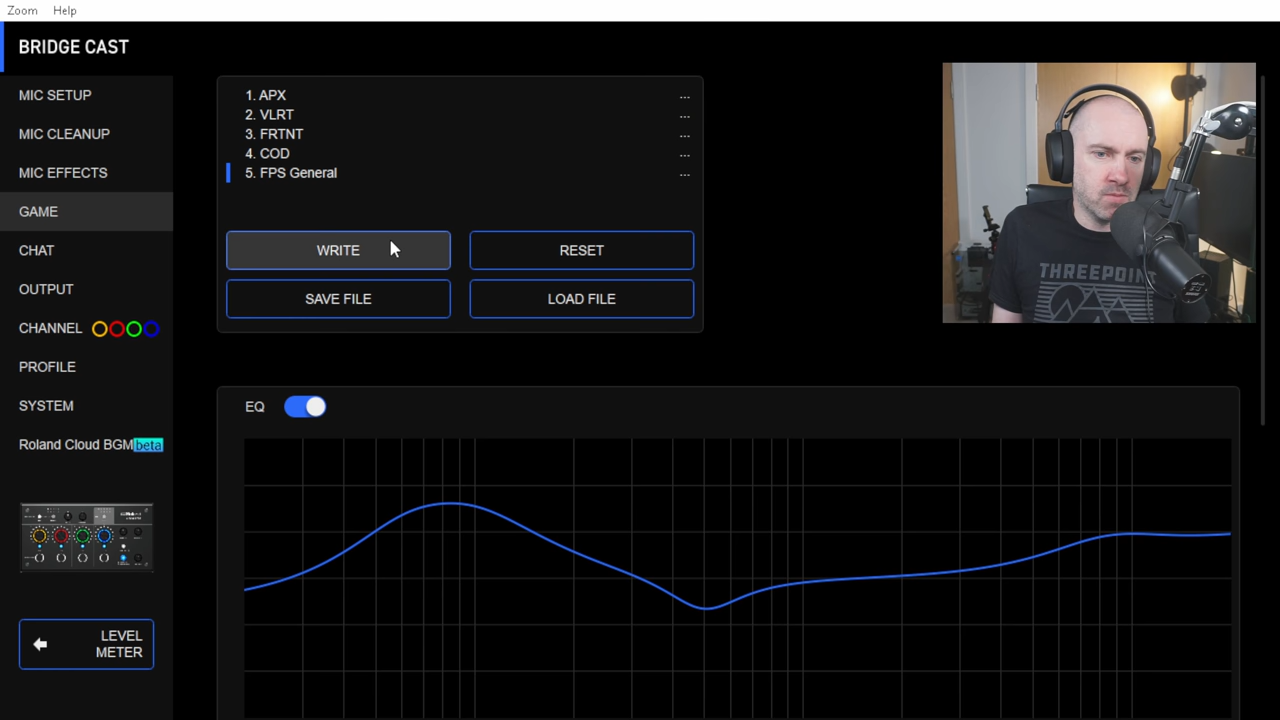 Zoom Help
BRIDGE CAST
MIC SETUP
MIC CLEANUP
MIC EFFECTS
GAME
CHAT
OUTPUT
CHANNEL
PROFILE
SYSTEM
Roland Cloud BGM beta
LEVEL
METER
1. APX ...
2. VLRT ...
3. FRTNT ...
4. COD ...
5. FPS General ...
WRITE
RESET
SAVE FILE
LOAD FILE
EQ
THREEPOINT